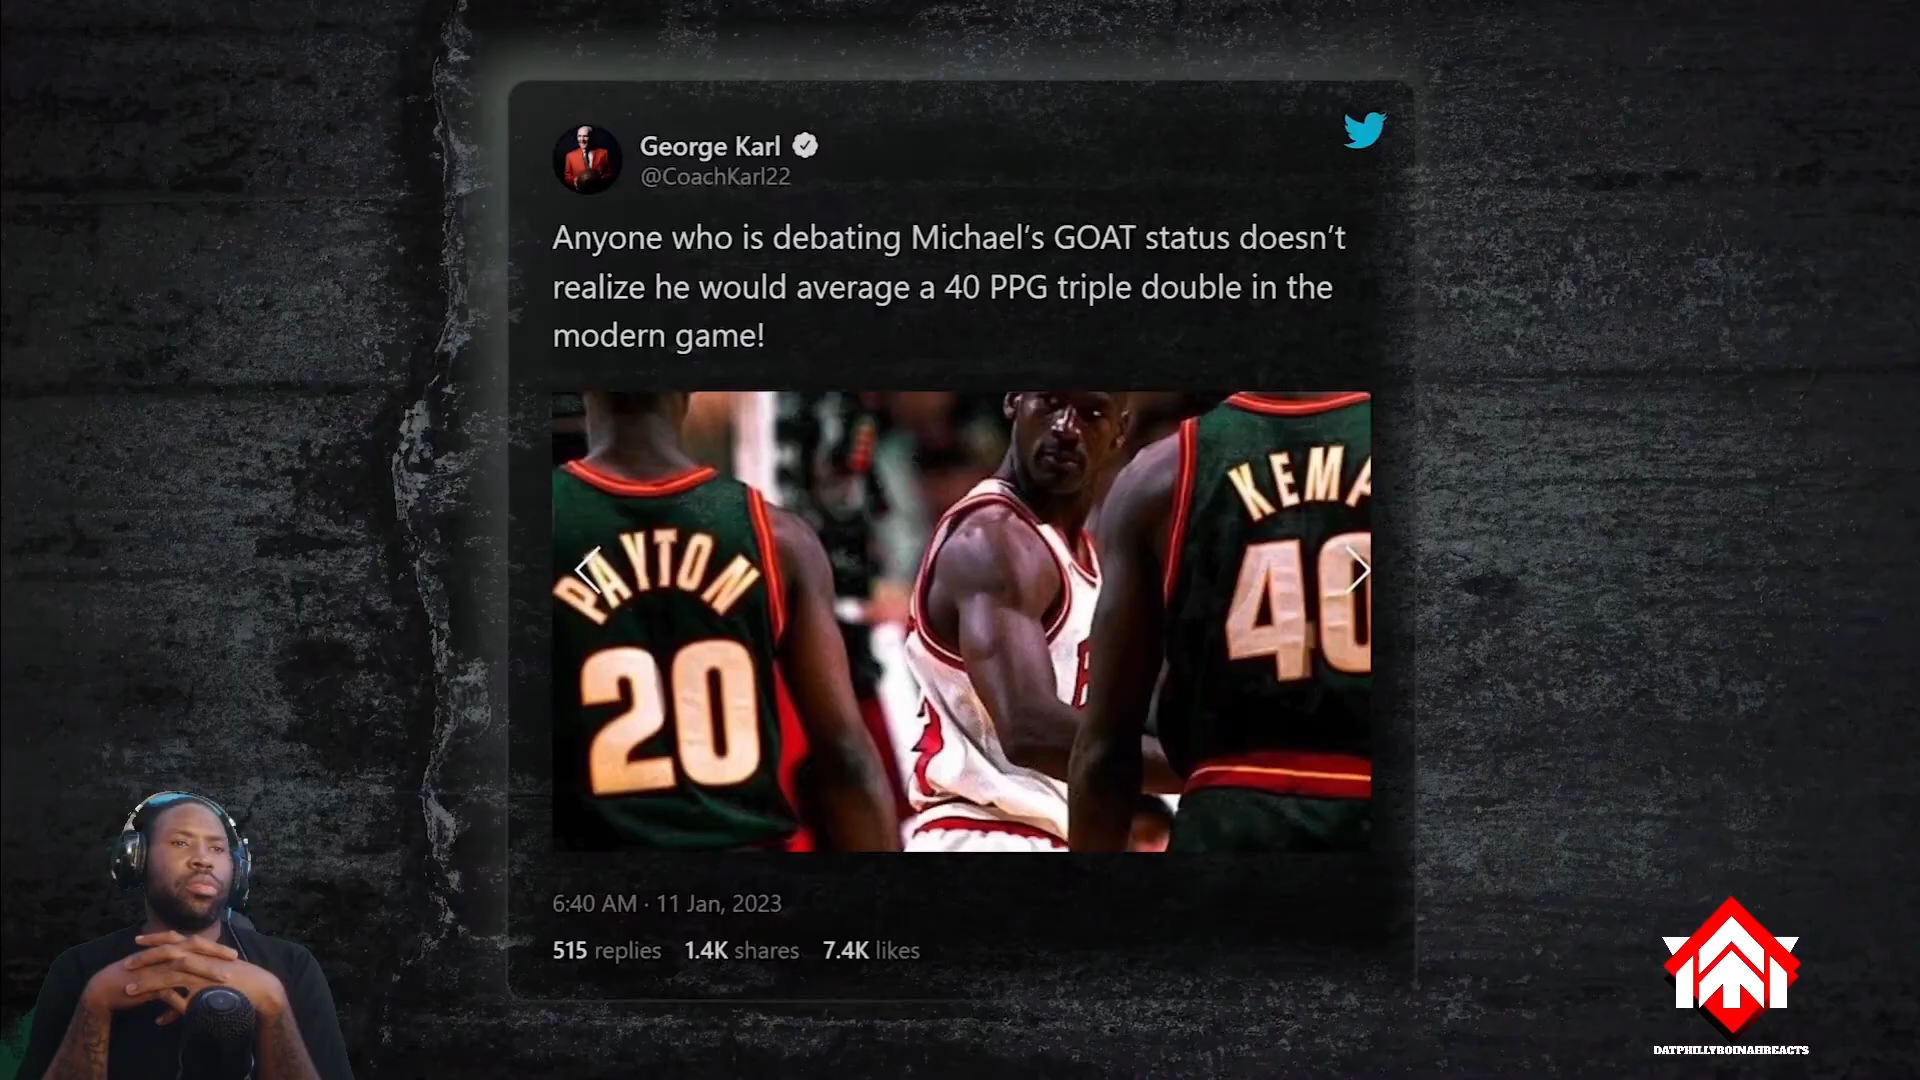 George Karl
@CoachKarl22
Anyone who is debating Michael’s GOAT status doesn’t
realize he would average a 40 PPG triple double in the
modern game!
PAYTON
20
KEMP
40
6:40 AM · 11 Jan, 2023
515 replies 1.4K shares 7.4K likes
DATPHILLYBOINAHREACTS